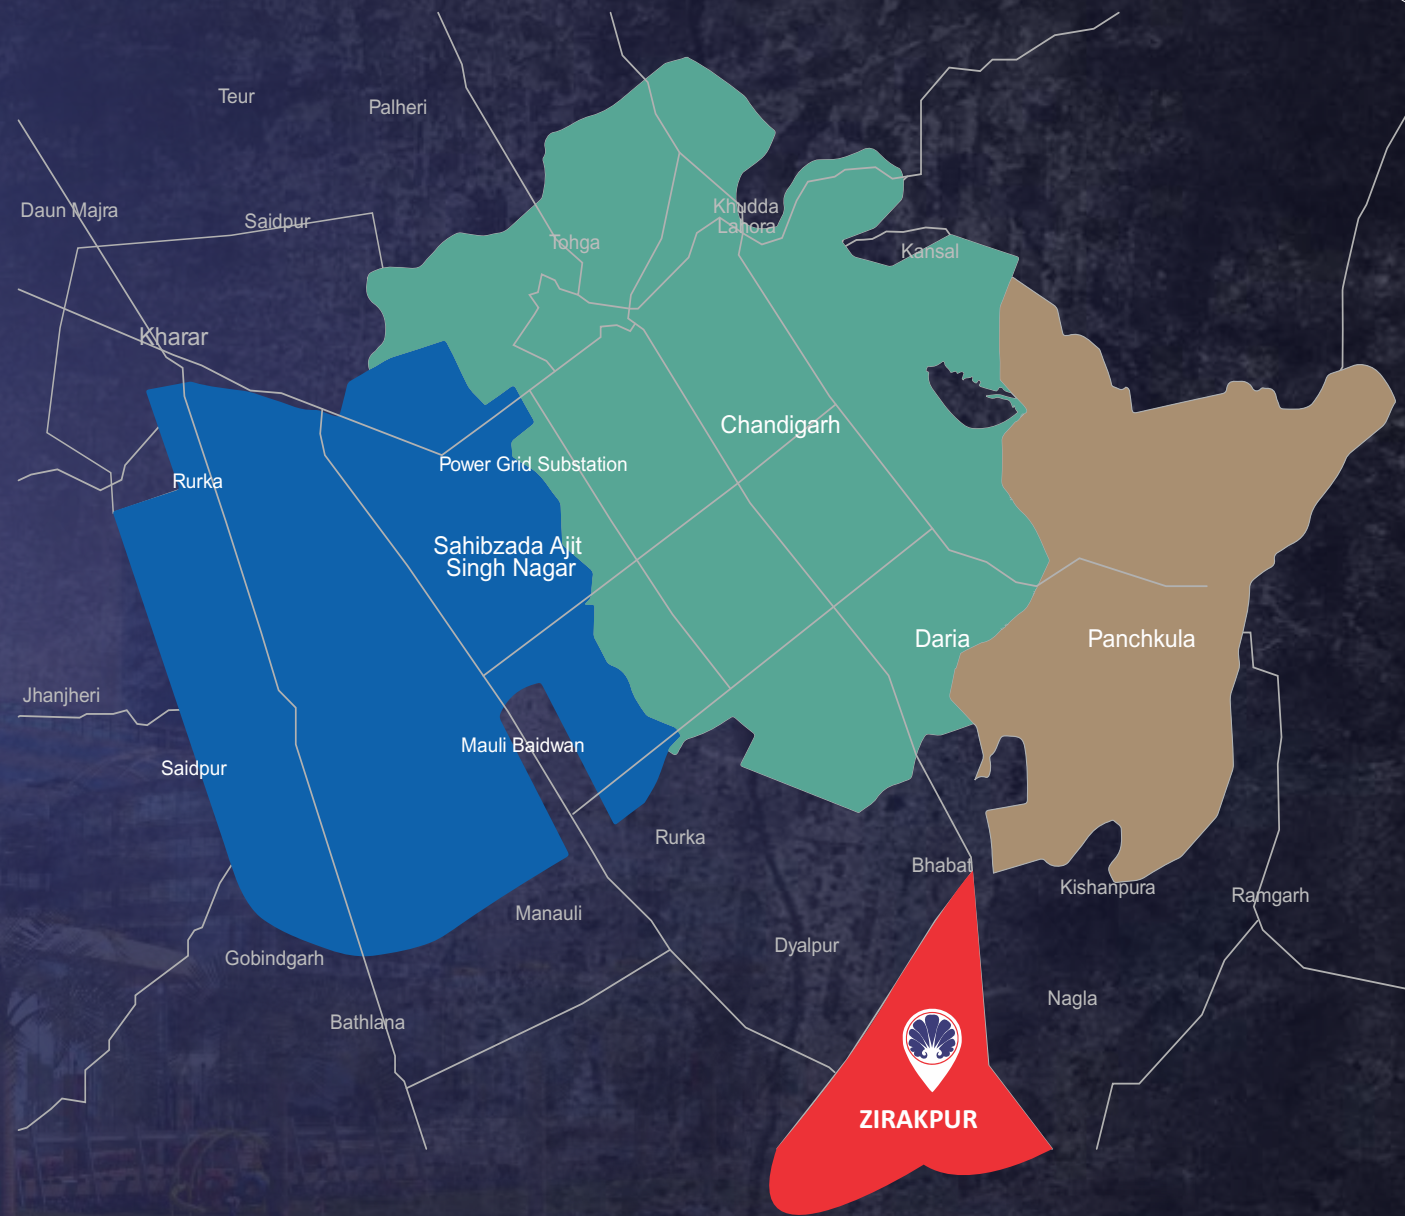 Teur
Palheri
Daun Majra
Saidpur
Khudda
Lahora
Tohga
Kansal
Kharar
Chandigarh
Power Grid Substation
Rurka
Sahibzada Ajit
Singh Nagar
Daria
Panchkula
Jhanjheri
Mauli Baidwan
Saidpur
Rurka
Bhabat
Kishanpura
Ramgarh
Manauli
Dyalpur
Gobindgarh
Nagla
Bathlana
ZIRAKPUR